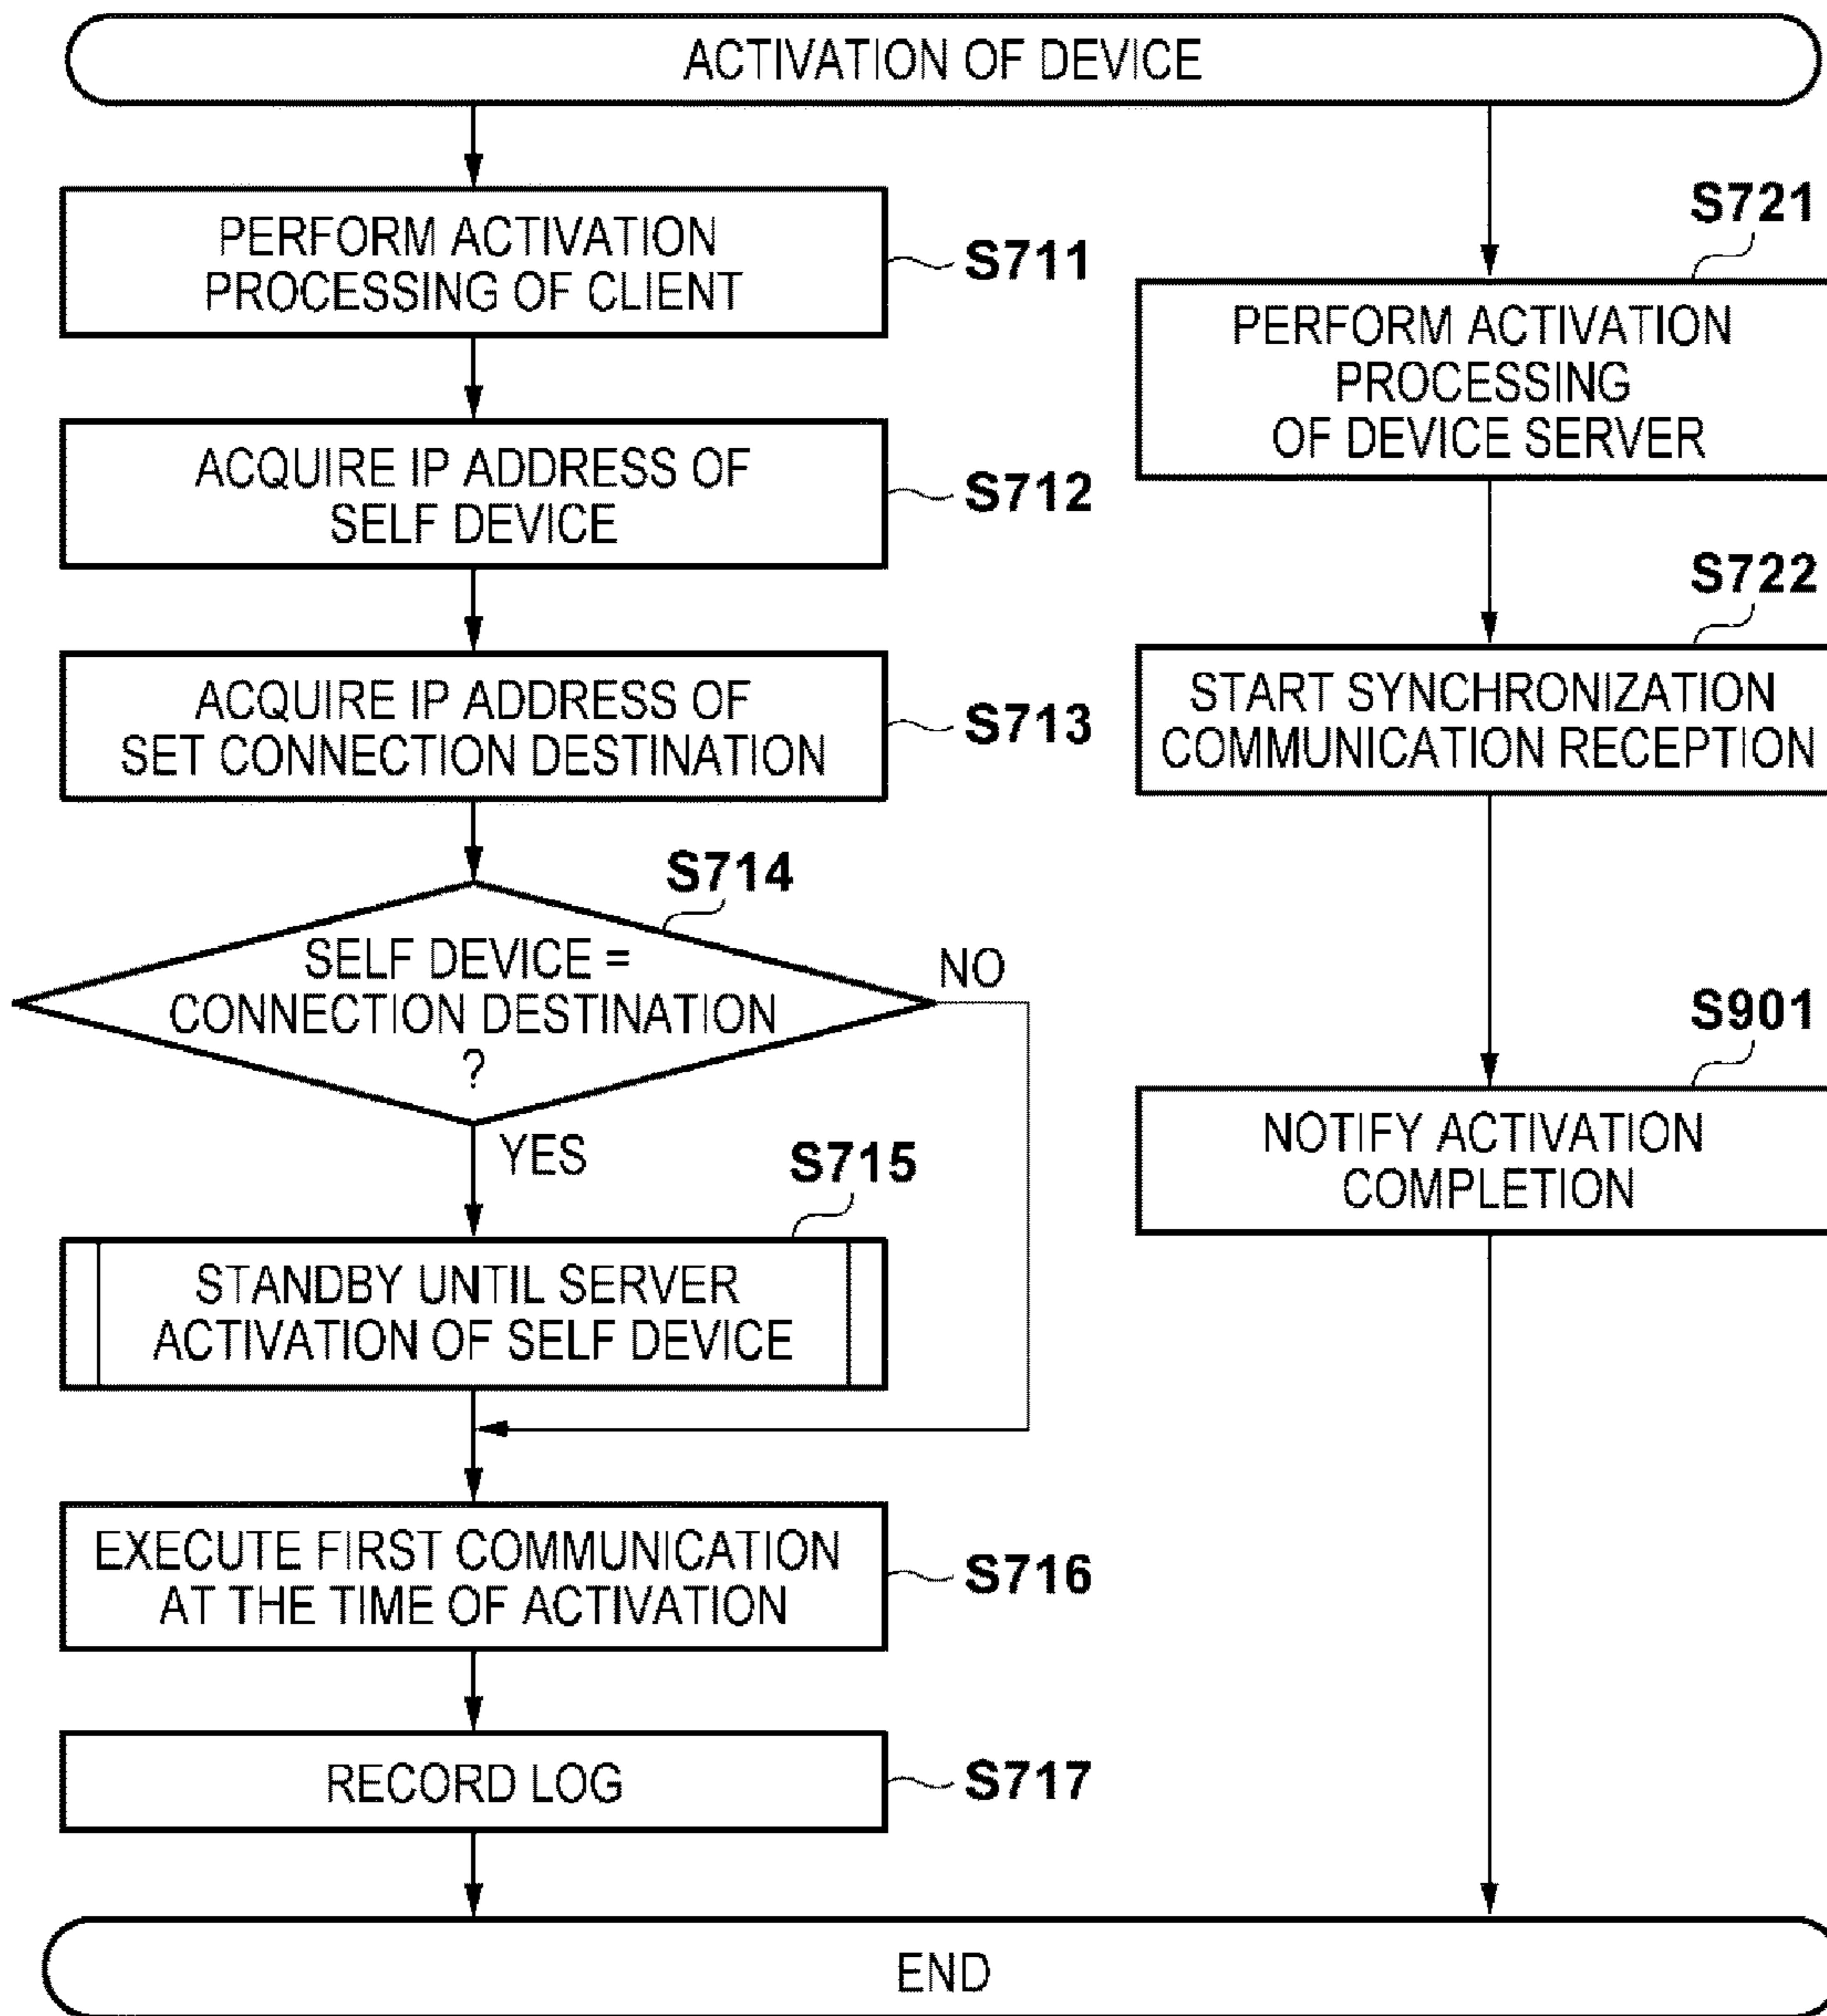 ACTIVATION OF DEVICE
PERFORM ACTIVATION
PROCESSING OF CLIENT
S711
ACQUIRE IP ADDRESS OF
SELF DEVICE
S712
ACQUIRE IP ADDRESS OF
SET CONNECTION DESTINATION
S713
S714
SELF DEVICE =
CONNECTION DESTINATION
?
NO
YES
S715
STANDBY UNTIL SERVER
ACTIVATION OF SELF DEVICE
EXECUTE FIRST COMMUNICATION
AT THE TIME OF ACTIVATION
S716
RECORD LOG
S717
S721
PERFORM ACTIVATION
PROCESSING
OF DEVICE SERVER
S722
START SYNCHRONIZATION
COMMUNICATION RECEPTION
S901
NOTIFY ACTIVATION
COMPLETION
END